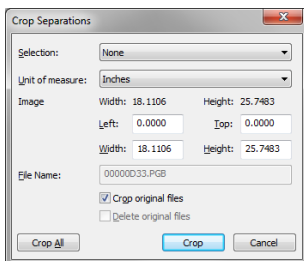 Crop Separations
Selection: None
Unit of measure: Inches
Image Width: 18.1106 Height: 25.7483
Left: 0.0000 Top: 0.0000
Width: 18.1106 Height: 25.7483
File Name: 00000D33.PGB
Crop original files
Delete original files
Crop All Crop Cancel